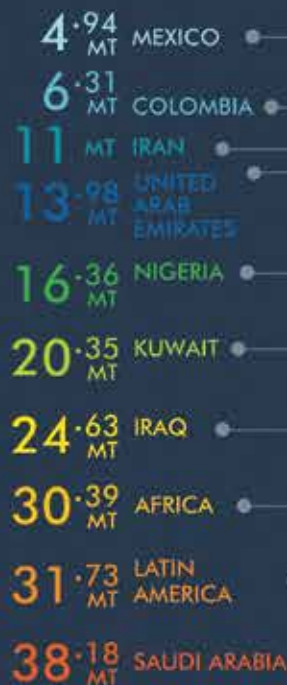 4.94 MT MEXICO
6.31 MT COLOMBIA
11 MT IRAN
13.98 MT UNITED ARAB EMIRATES
16.36 MT NIGERIA
20.35 MT KUWAIT
24.63 MT IRAQ
30.39 MT AFRICA
31.73 MT LATIN AMERICA
38.18 MT SAUDI ARABIA